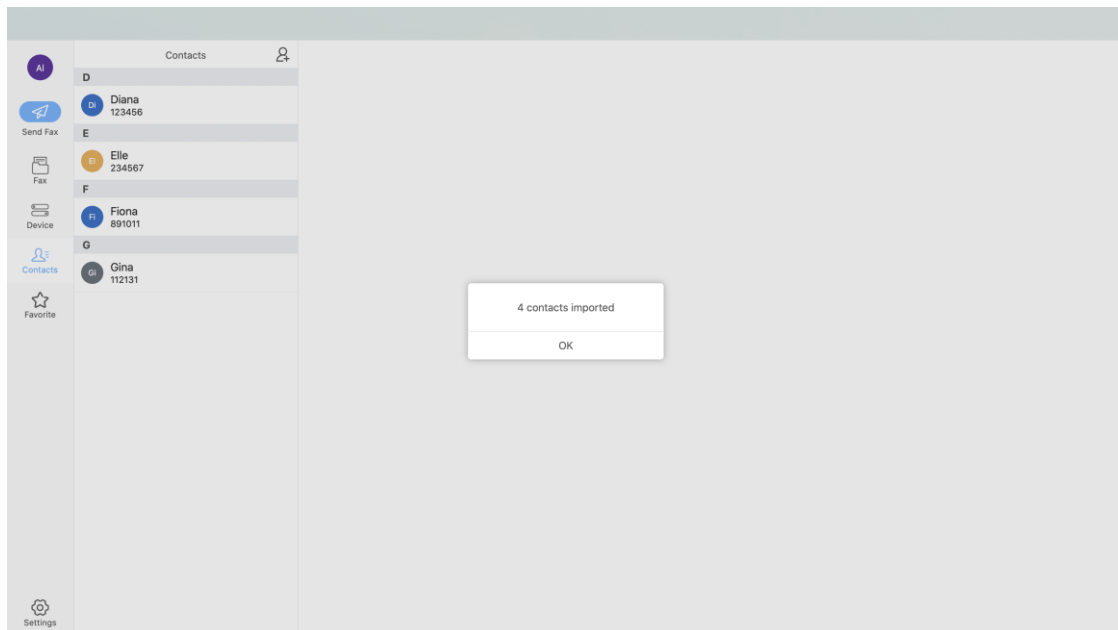 AI
Send Fax
Fax
Device
Contacts
Favorite
Settings
Contacts
D
Di
Diana
123456
E
El
Elle
234567
F
Fi
Fiona
891011
G
Gi
Gina
112131
4 contacts imported
OK